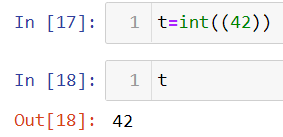 In [17]: 1 t=int((42))
In [18]: 1 t
Out[18]: 42